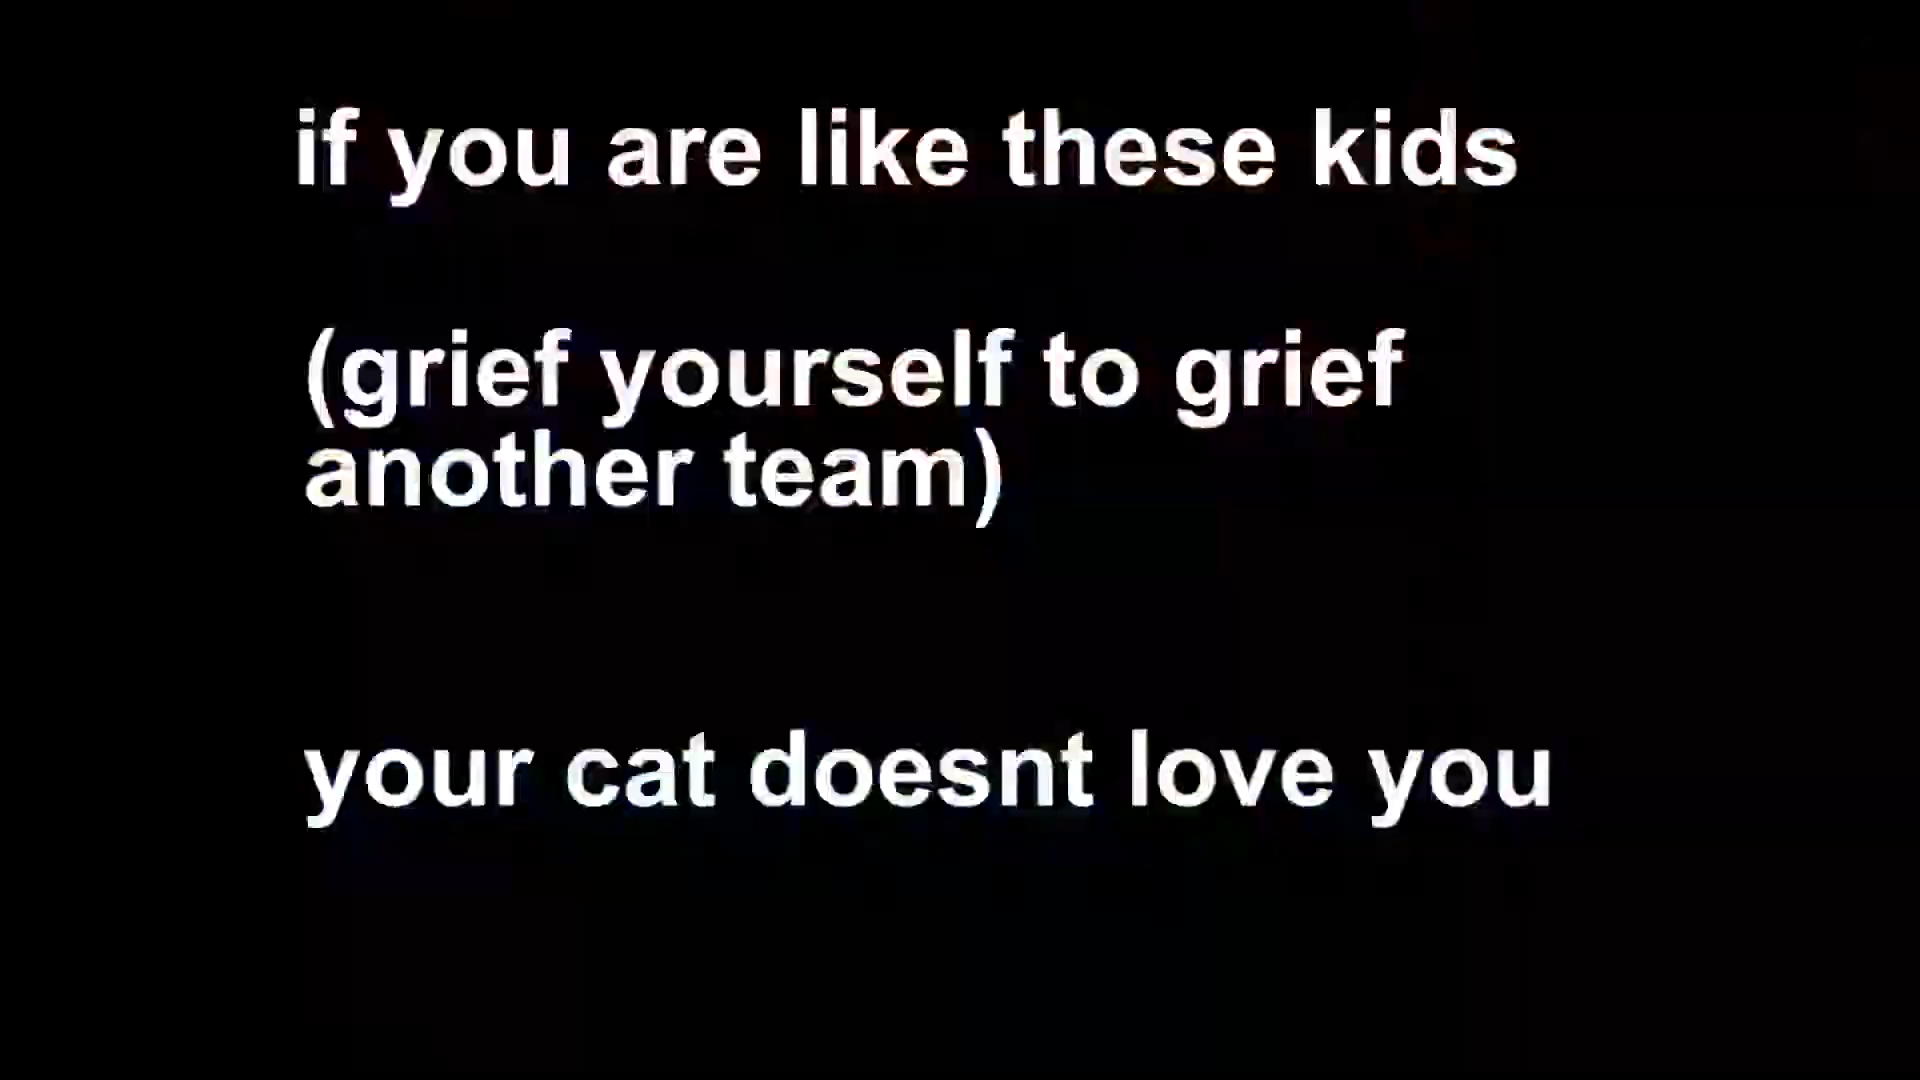 if you are like these kids
(grief yourself to grief
another team)
your cat doesnt love you